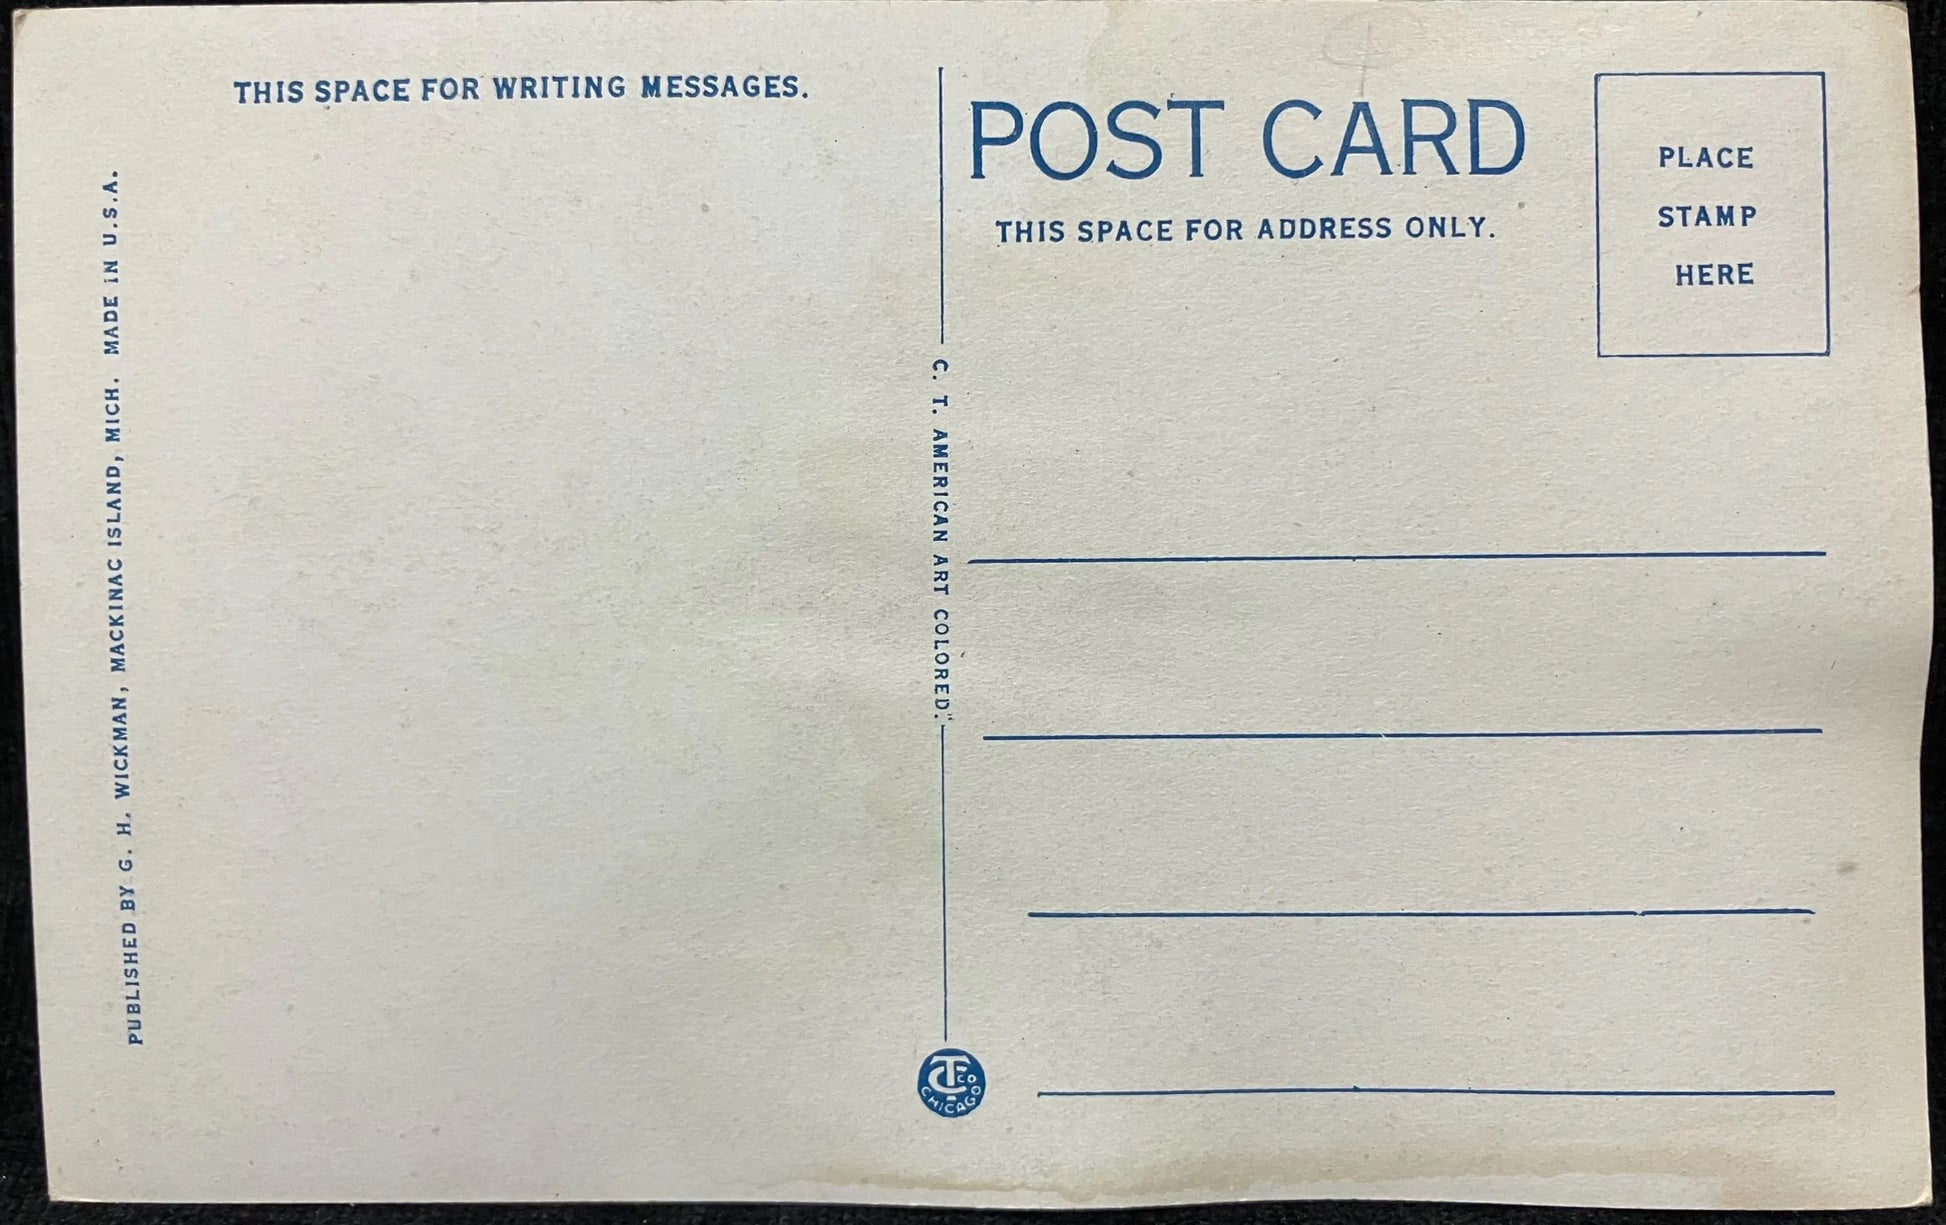 THIS SPACE FOR WRITING MESSAGES.
PUBLISHED BY G. H. WICKMAN, MACKINAC ISLAND, MICH. MADE IN U.S.A.
C. T. AMERICAN ART COLORED."
CT CO
CHICAGO
POST CARD
THIS SPACE FOR ADDRESS ONLY.
PLACE
STAMP
HERE